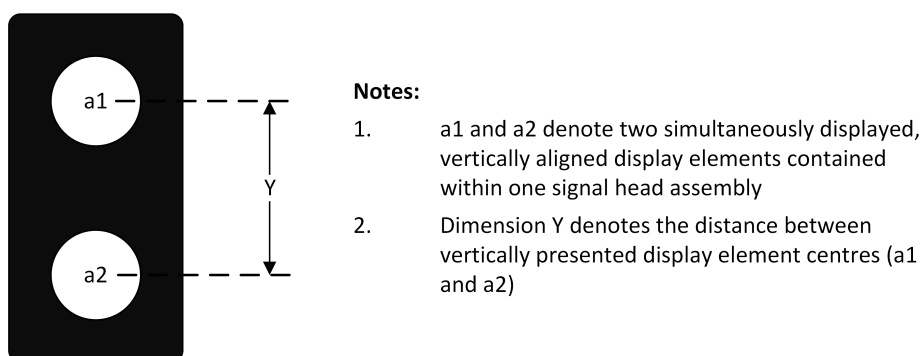 a1
Y
a2
Notes:
1. a1 and a2 denote two simultaneously displayed,
vertically aligned display elements contained
within one signal head assembly
2. Dimension Y denotes the distance between
vertically presented display element centres (a1
and a2)